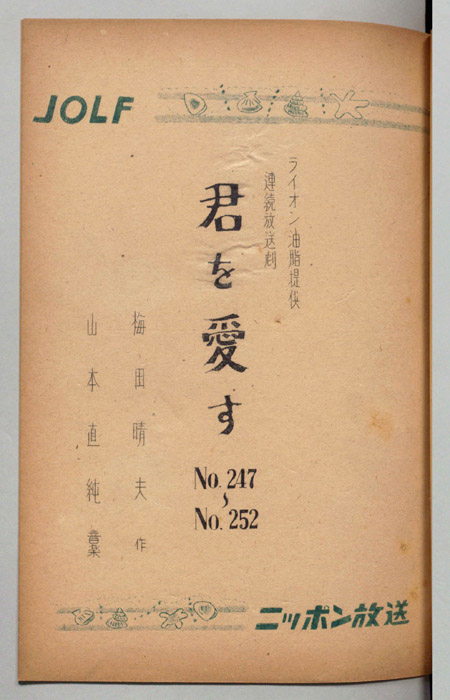 JOLF
ライオン油脂提供
連続放送劇
君を愛す
No. 247
〜
No. 252
梅田晴夫 作
山本直純 音楽
ニッポン放送